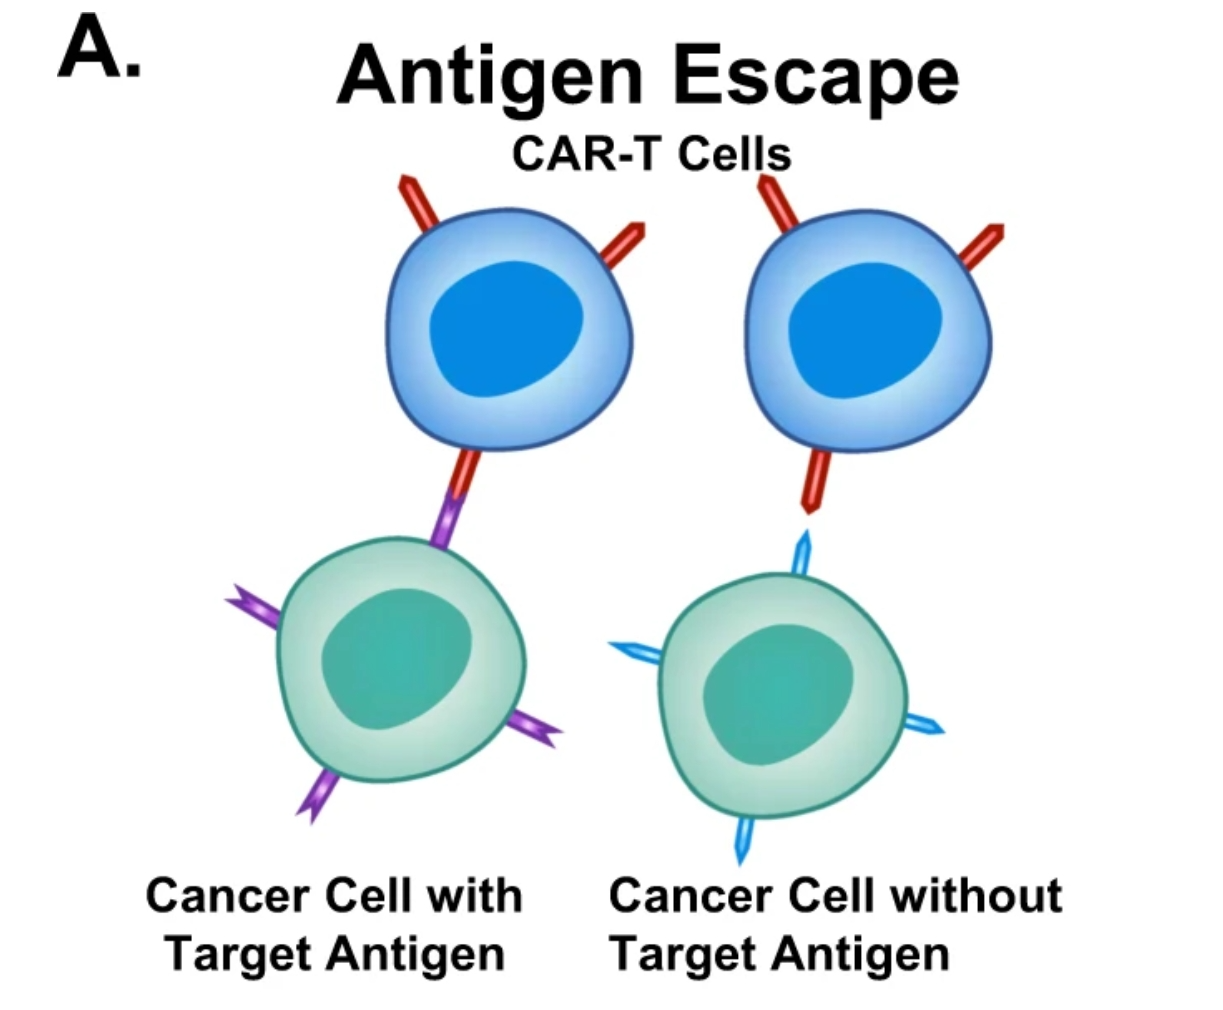 A.
Antigen Escape
CAR-T Cells
Cancer Cell with
Target Antigen
Cancer Cell without
Target Antigen